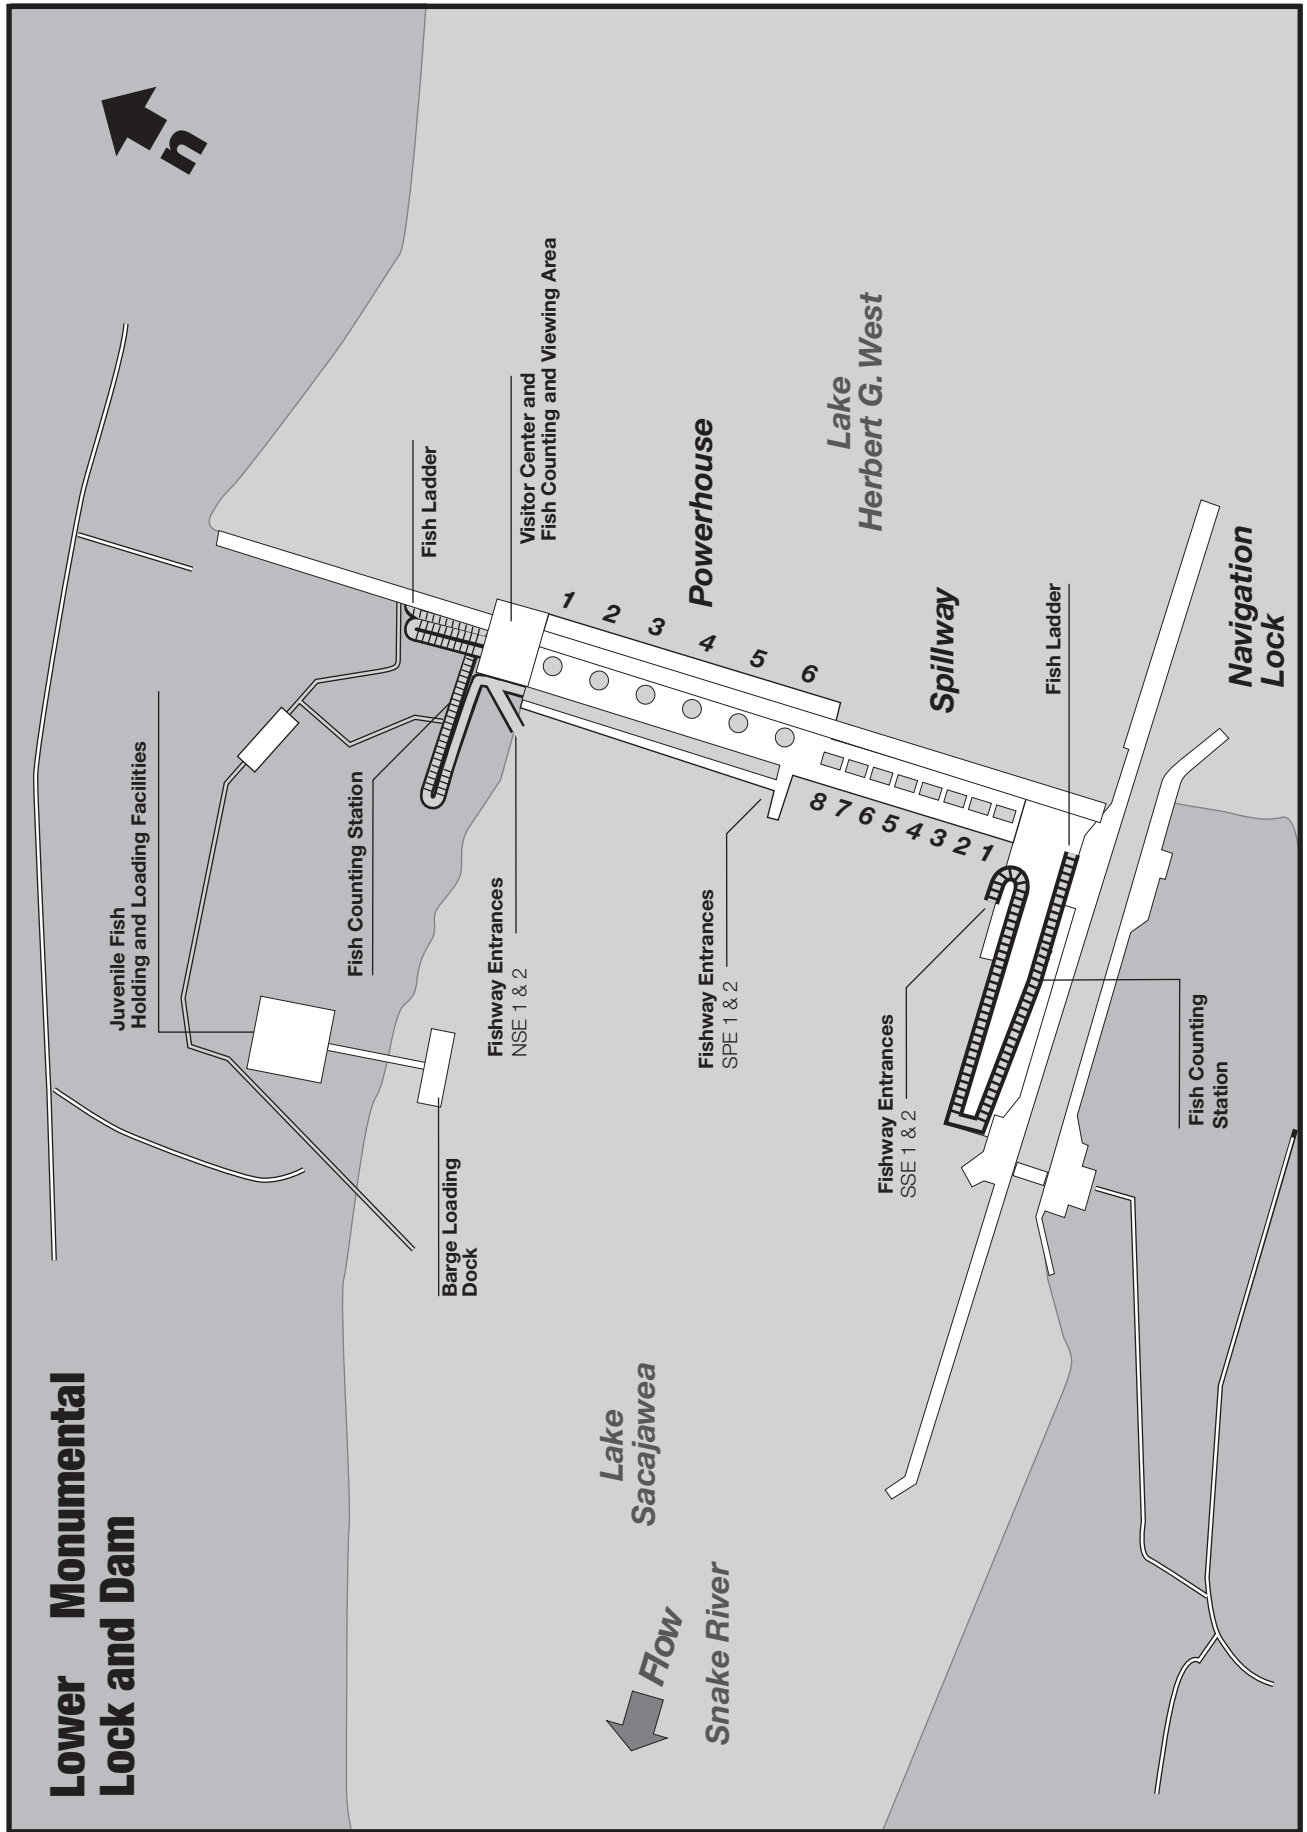 Lower Monumental
Lock and Dam
n
Juvenile Fish
Holding and Loading Facilities
Fish Counting Station
Fish Ladder
Visitor Center and
Fish Counting and Viewing Area
Barge Loading
Dock
Fishway Entrances
NSE 1 & 2
1
2
3
4
5
6
Powerhouse
Lake
Sacajawea
Flow
Snake River
Fishway Entrances
SPE 1 & 2
8
7
6
5
4
3
2
1
Lake
Herbert G. West
Spillway
Fishway Entrances
SSE 1 & 2
Fish Ladder
Fish Counting
Station
Navigation
Lock